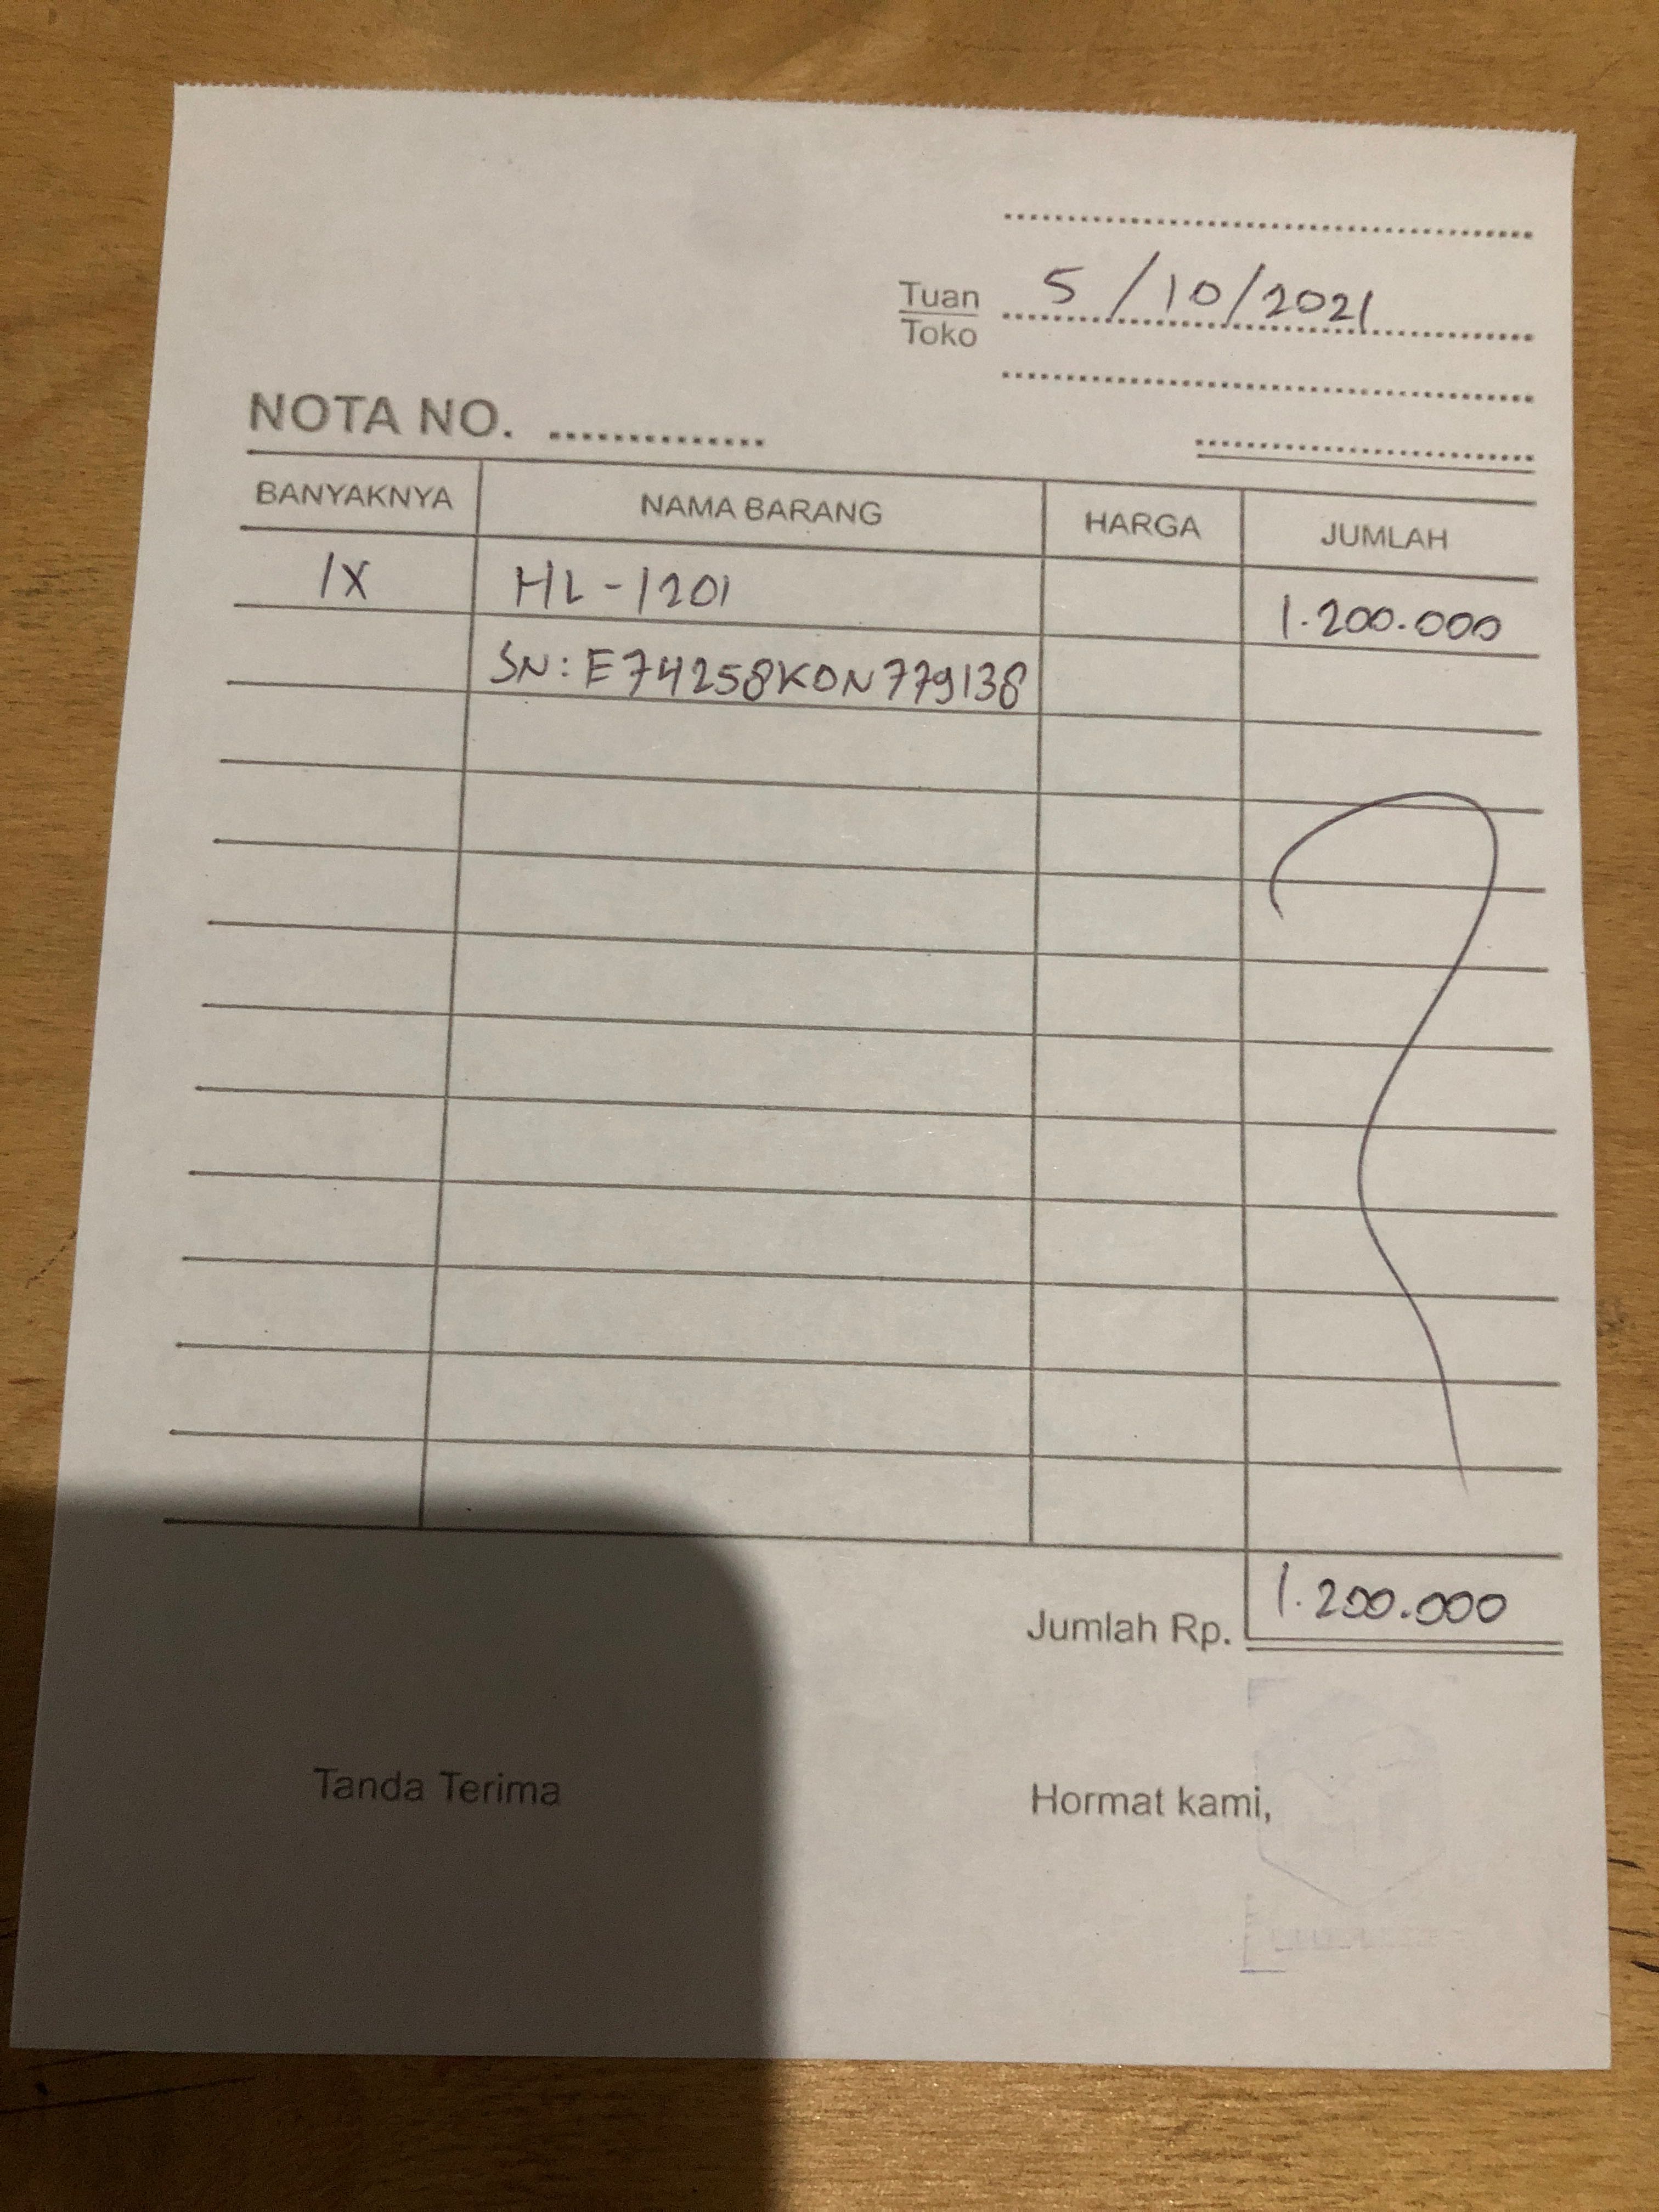 Tuan 5/10/2021
Toko
NOTA NO.
BANYAKNYA NAMA BARANG HARGA JUMLAH
1X HL-1201 1.200.000
SN: E74258K0N779138
Jumlah Rp. 1.200.000
Tanda Terima Hormat kami,